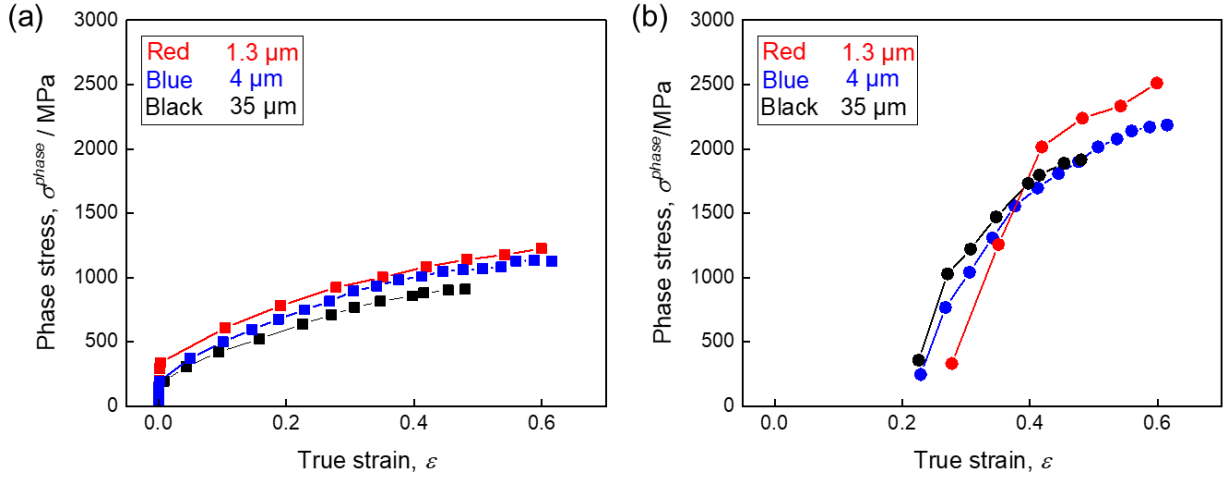 (a)
Phase stress, σ^phase / MPa
3000
2500
2000
1500
1000
500
0
Red 1.3 μm
Blue 4 μm
Black 35 μm
0.0 0.2 0.4 0.6
True strain, ε
(b)
Phase stress, σ^phase/MPa
3000
2500
2000
1500
1000
500
0
Red 1.3 μm
Blue 4 μm
Black 35 μm
0.0 0.2 0.4 0.6
True strain, ε